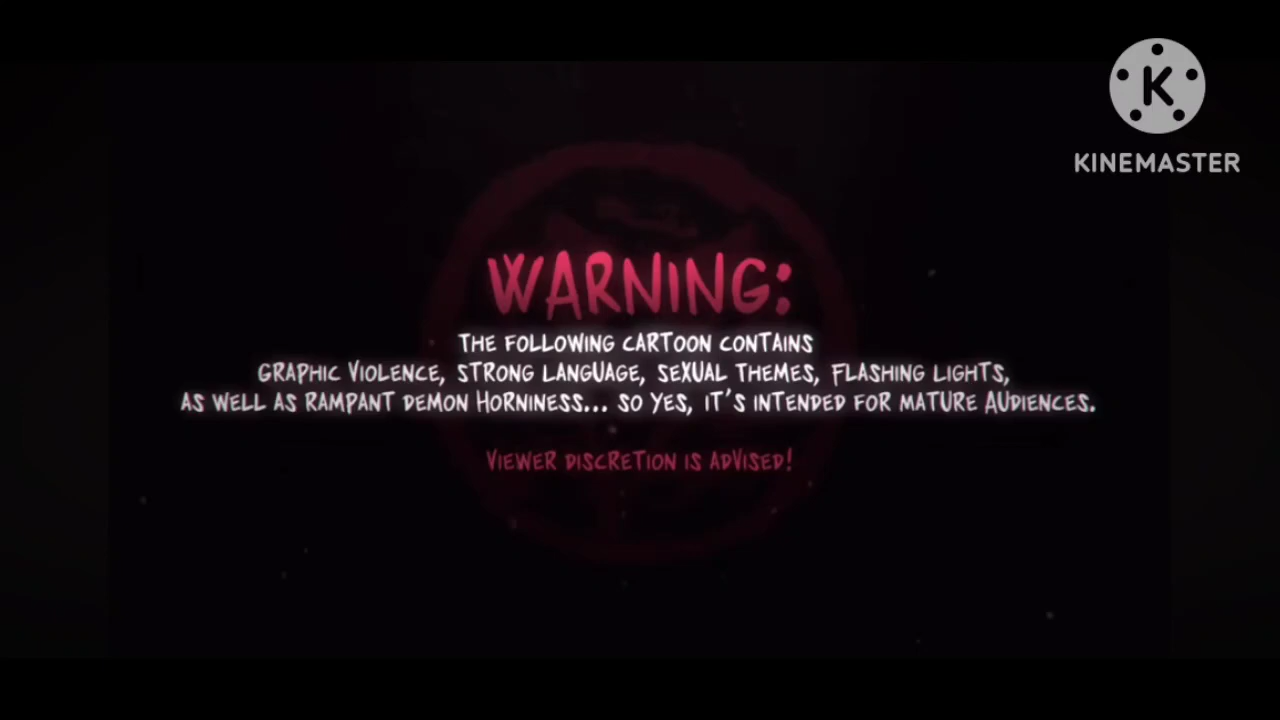 K
KINEMASTER
WARNING:
THE FOLLOWING CARTOON CONTAINS
GRAPHIC VIOLENCE, STRONG LANGUAGE, SEXUAL THEMES, FLASHING LIGHTS,
AS WELL AS RAMPANT DEMON HORNINESS... SO YES, IT'S INTENDED FOR MATURE AUDIENCES.
VIEWER DISCRETION IS ADVISED!